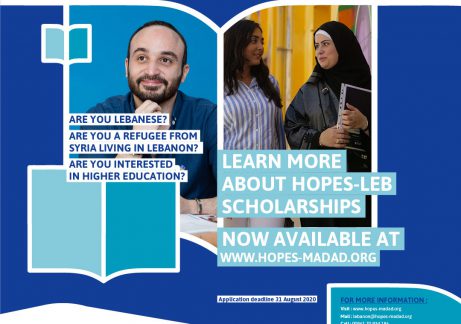 ARE YOU LEBANESE?
ARE YOU A REFUGEE FROM
SYRIA LIVING IN LEBANON?
ARE YOU INTERESTED
IN HIGHER EDUCATION?
LEARN MORE
ABOUT HOPES-LEB
SCHOLARSHIPS
NOW AVAILABLE AT
WWW.HOPES-MADAD.ORG
Application deadline 31 August 2020
FOR MORE INFORMATION :
Visit : www.hopes-madad.org
Mail : lebanon@hopes-madad.org